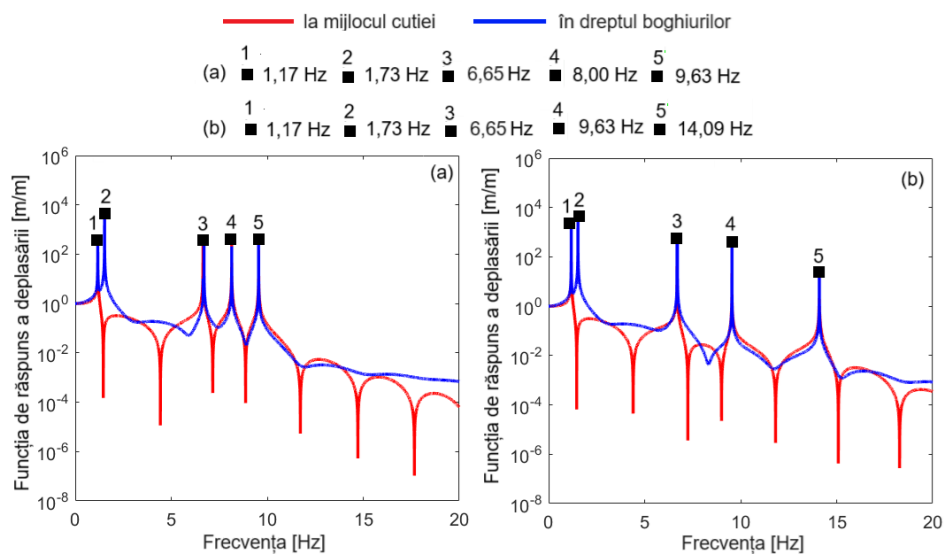 la mijlocul cutiei    în dreptul boghiurilor
1 2 3 4 5
(a) 1,17 Hz 1,73 Hz 6,65 Hz 8,00 Hz 9,63 Hz
1 2 3 4 5
(b) 1,17 Hz 1,73 Hz 6,65 Hz 9,63 Hz 14,09 Hz
Funcția de răspuns a deplasării [m/m]
10^6
10^4
10^2
10^0
10^-2
10^-4
10^-6
10^-8
(a)
1 2 3 4 5
0 5 10 15 20
Frecvența [Hz]
Funcția de răspuns a deplasării [m/m]
10^6
10^4
10^2
10^0
10^-2
10^-4
10^-6
10^-8
(b)
1 2 3 4 5
0 5 10 15 20
Frecvența [Hz]